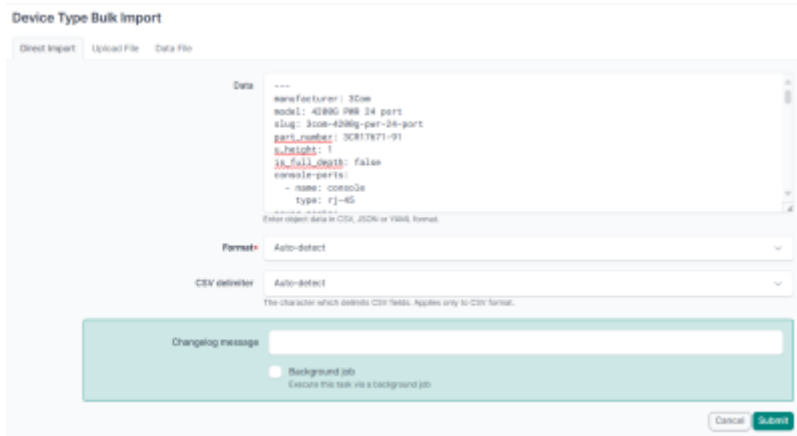 Device Type Bulk Import
Direct Import Upload File Data File
Data
---
manufacturer: 3Com
model: 4200G PWR 24 port
slug: 3com-4200g-pwr-24-port
part_number: 3CR17671-91
u_height: 1
is_full_depth: false
console-ports:
- name: console
type: rj-45
Enter object data in CSV, JSON or YAML format.
Format* Auto-detect
CSV delimiter Auto-detect
The character which delimits CSV fields. Applies only to CSV format.
Changelog message
Background job
Execute this task via a background job
Cancel Submit